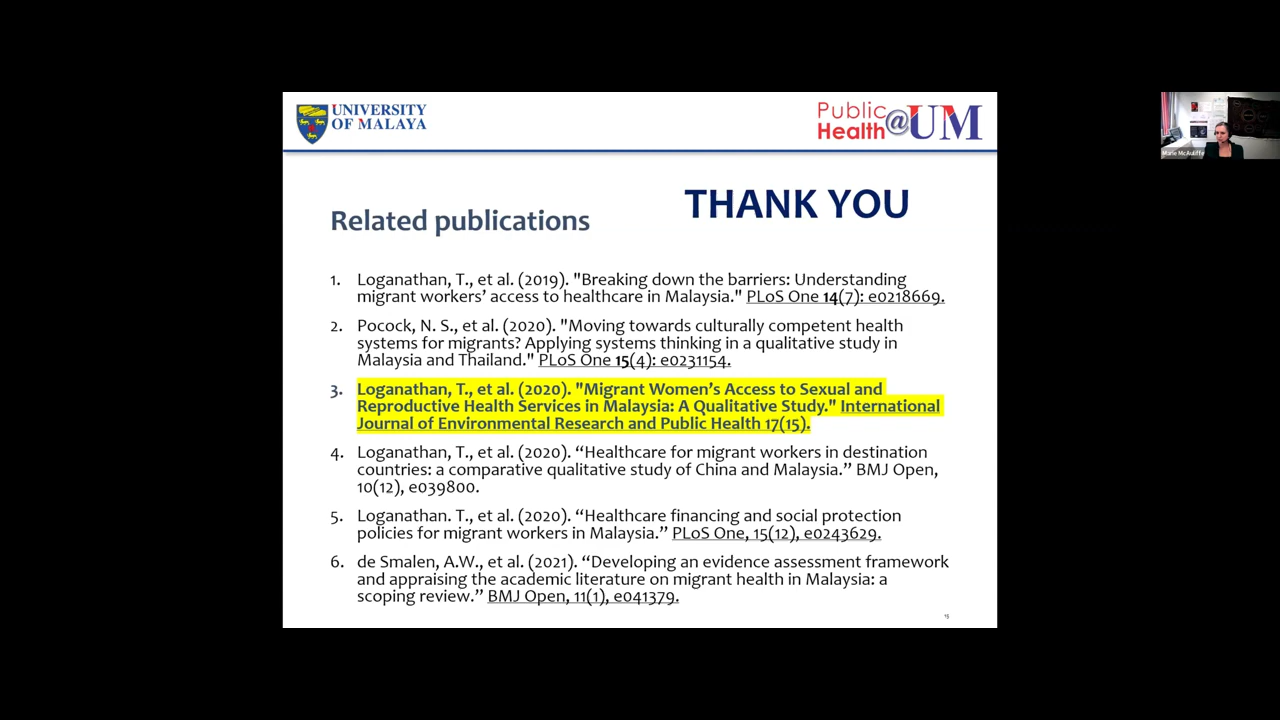 UNIVERSITY
OF MALAYA
Public
Health@UM
THANK YOU
Related publications
1. Loganathan, T., et al. (2019). "Breaking down the barriers: Understanding
migrant workers’ access to healthcare in Malaysia." PLoS One 14(7): e0218669.
2. Pocock, N. S., et al. (2020). "Moving towards culturally competent health
systems for migrants? Applying systems thinking in a qualitative study in
Malaysia and Thailand." PLoS One 15(4): e0231154.
3. Loganathan, T., et al. (2020). "Migrant Women’s Access to Sexual and
Reproductive Health Services in Malaysia: A Qualitative Study." International
Journal of Environmental Research and Public Health 17(15).
4. Loganathan, T., et al. (2020). “Healthcare for migrant workers in destination
countries: a comparative qualitative study of China and Malaysia.” BMJ Open,
10(12), e039800.
5. Loganathan. T., et al. (2020). “Healthcare financing and social protection
policies for migrant workers in Malaysia.” PLoS One, 15(12), e0243629.
6. de Smalen, A.W., et al. (2021). “Developing an evidence assessment framework
and appraising the academic literature on migrant health in Malaysia: a
scoping review.” BMJ Open, 11(1), e041379.
15
Marie McAuliffe